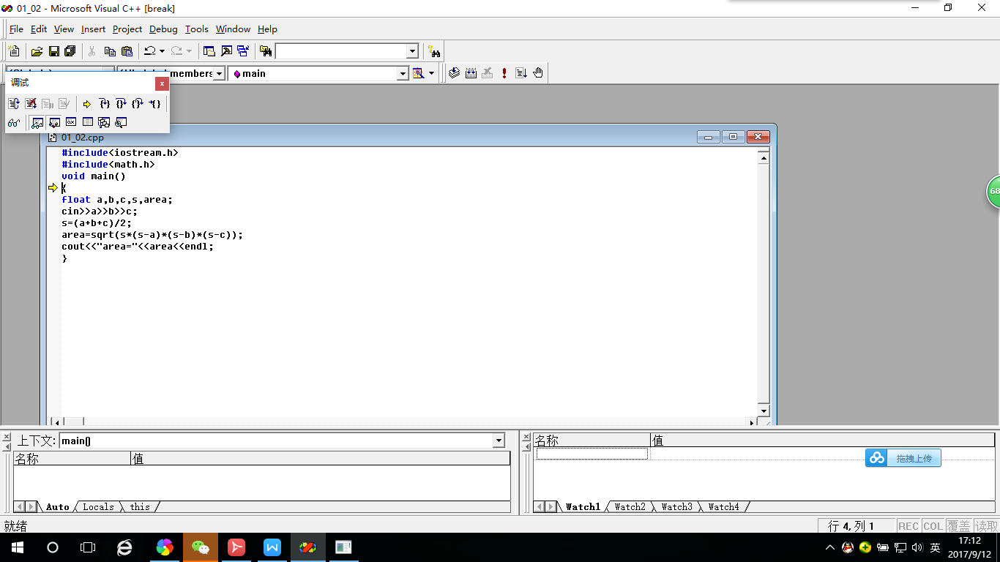 01_02 - Microsoft Visual C++ [break]
File Edit View Insert Project Debug Tools Window Help
members
main
调试
01_02.cpp
#include<iostream.h>
#include<math.h>
void main()
{
float a,b,c,s,area;
cin>>a>>b>>c;
s=(a+b+c)/2;
area=sqrt(s*(s-a)*(s-b)*(s-c));
cout<<"area="<<area<<endl;
}
68
上下文: main()
名称 值
Auto Locals this
名称 值
拖拽上传
Watch1 Watch2 Watch3 Watch4
就绪
行 4, 列 1 REC COL 覆盖 读取
英
17:12
2017/9/12